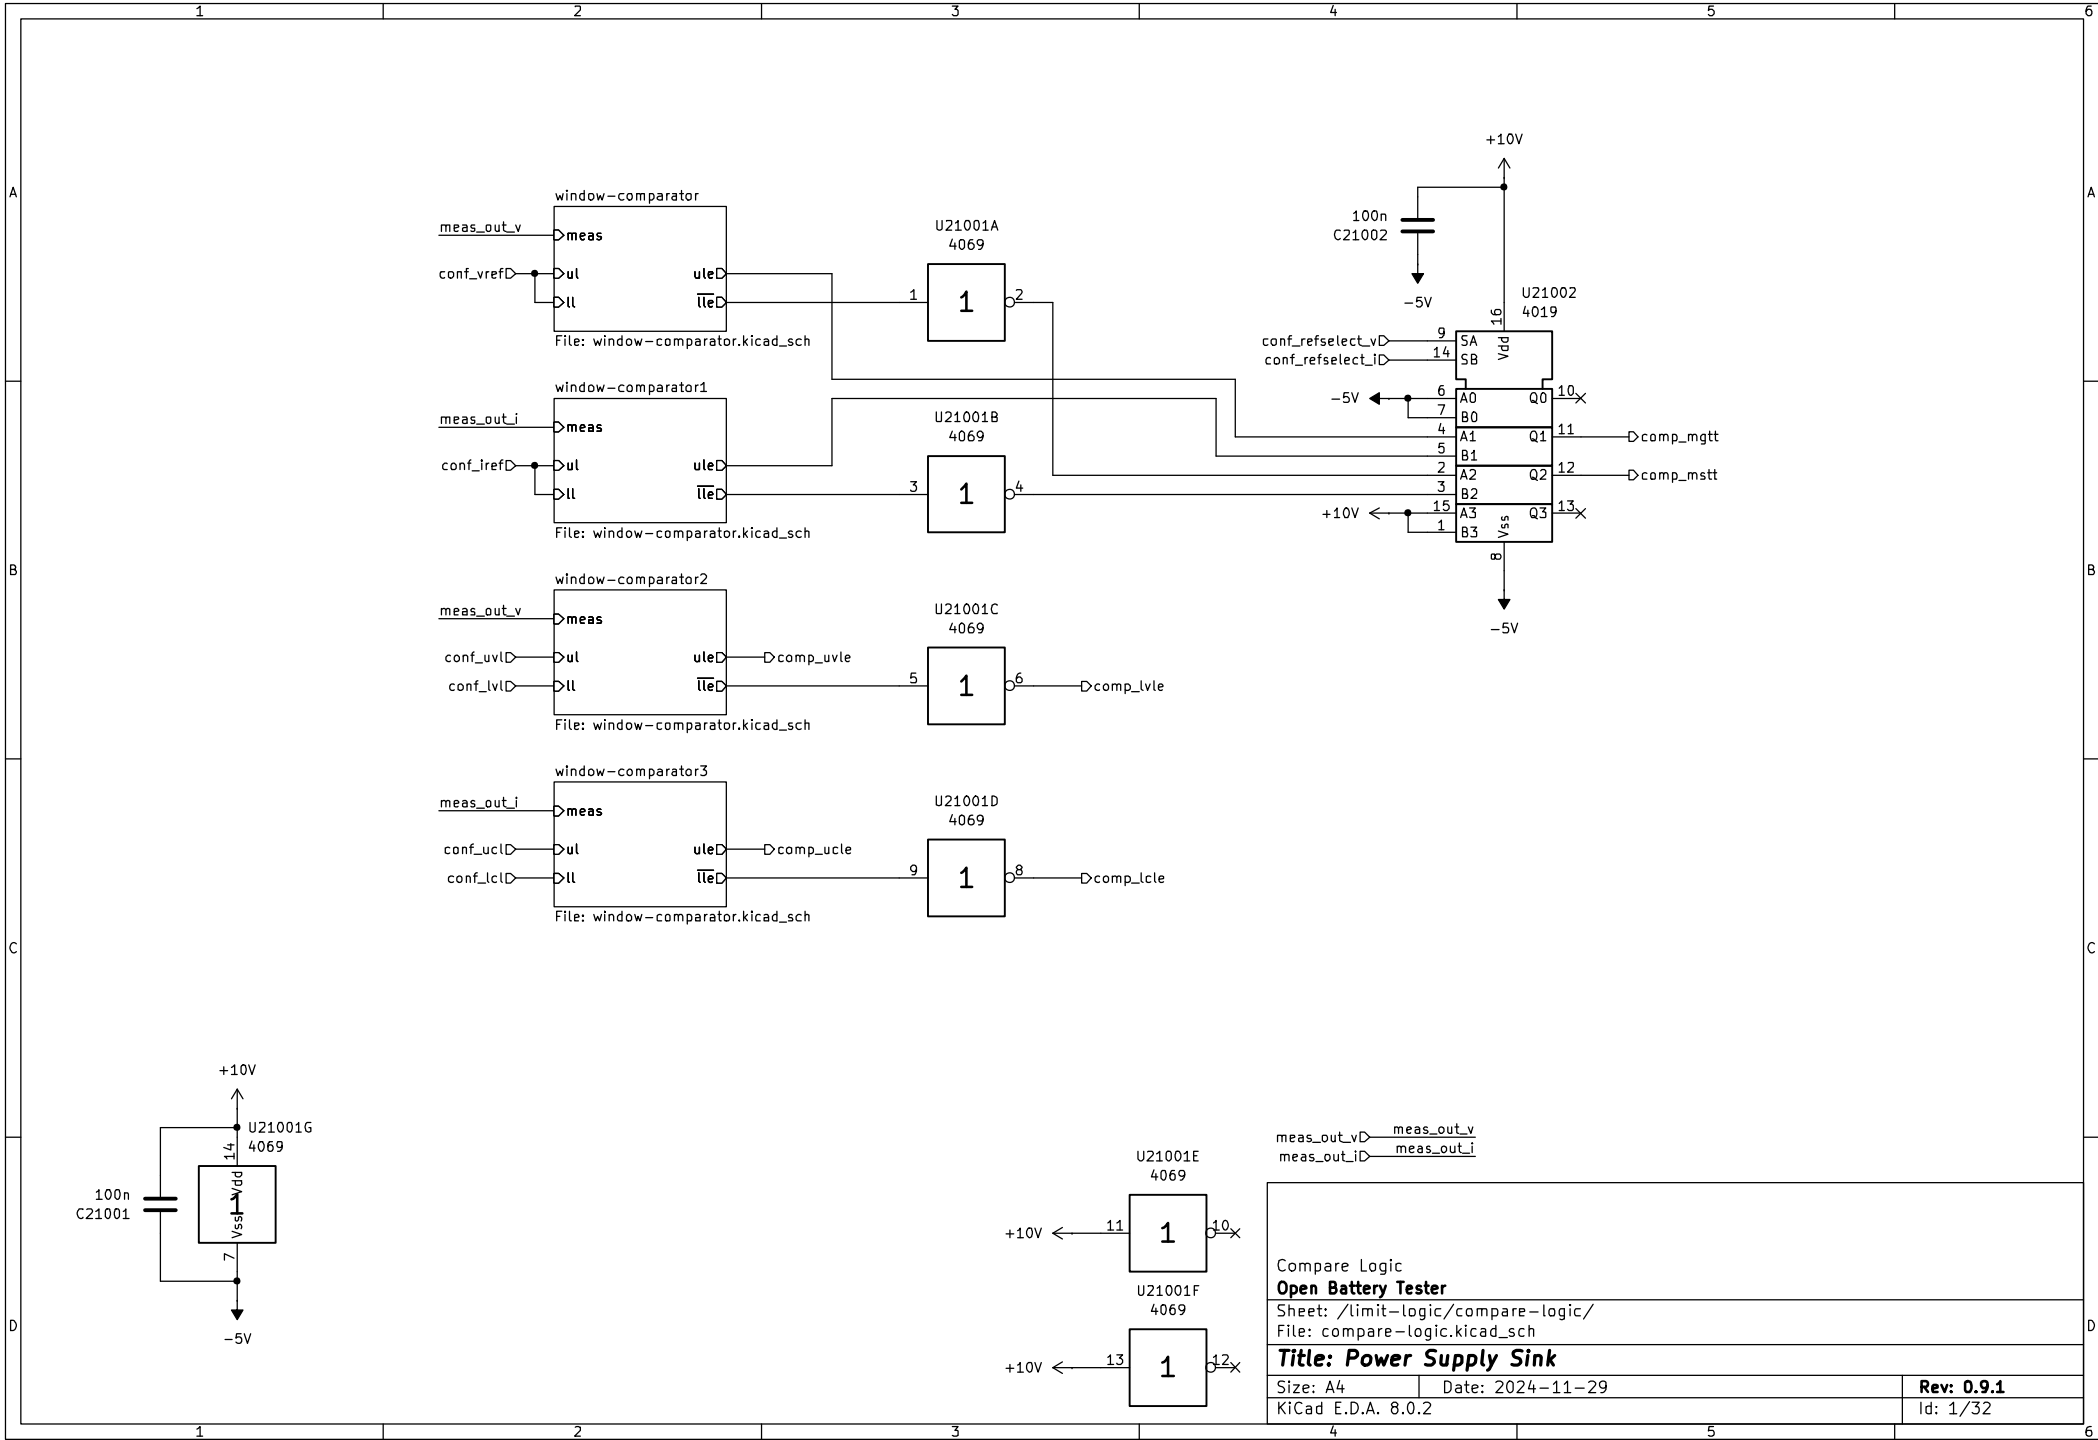 1 2 3 4 5 6
A A
B B
C C
D D
1 2 3 4 5 6
window-comparator
meas_out_v
meas
conf_vref
ul
ll
ule
lle
File: window-comparator.kicad_sch
U21001A
4069
1 1 2
window-comparator1
meas_out_i
meas
conf_iref
ul
ll
ule
lle
File: window-comparator.kicad_sch
U21001B
4069
3 1 4
window-comparator2
meas_out_v
meas
conf_uvl
ul
conf_lvl
ll
ule
comp_uvle
lle
File: window-comparator.kicad_sch
U21001C
4069
5 1 6
comp_lvle
window-comparator3
meas_out_i
meas
conf_ucl
ul
conf_lcl
ll
ule
comp_ucle
lle
File: window-comparator.kicad_sch
U21001D
4069
9 1 8
comp_lcle
+10V
100n
C21002
-5V
U21002
4019
16
Vdd
conf_refselect_v 9 SA
conf_refselect_i 14 SB
-5V 6 A0 Q0 10
7 B0
4 A1 Q1 11 comp_mgtt
5 B1
2 A2 Q2 12 comp_mstt
3 B2
+10V 15 A3 Q3 13
1 B3
Vss
8
-5V
+10V
U21001G
4069
14
Vdd
1
Vss
7
100n
C21001
-5V
U21001E
4069
+10V 11 1 10
U21001F
4069
+10V 13 1 12
meas_out_v meas_out_v
meas_out_i meas_out_i
Compare Logic
Open Battery Tester
Sheet: /limit-logic/compare-logic/
File: compare-logic.kicad_sch
Title: Power Supply Sink
Size: A4 Date: 2024-11-29 Rev: 0.9.1
KiCad E.D.A. 8.0.2 Id: 1/32